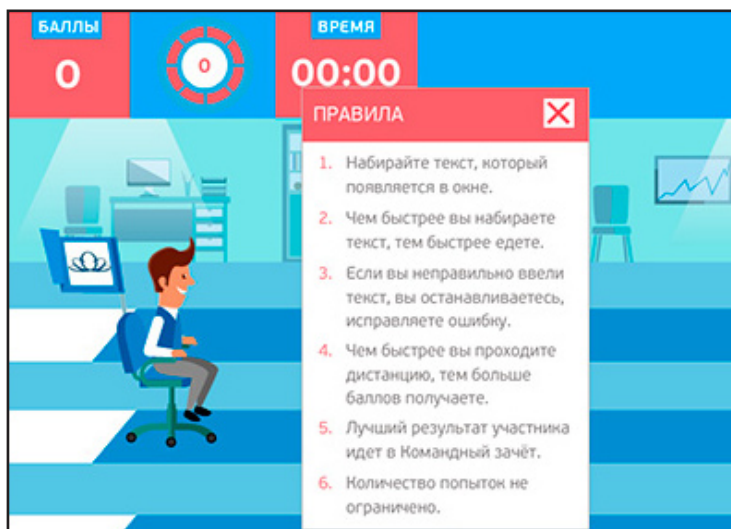 БАЛЛЫ
0
0
ВРЕМЯ
00:00
ПРАВИЛА
1. Набирайте текст, который
появляется в окне.
2. Чем быстрее вы набираете
текст, тем быстрее едете.
3. Если вы неправильно ввели
текст, вы останавливаетесь,
исправляете ошибку.
4. Чем быстрее вы проходите
дистанцию, тем больше
баллов получаете.
5. Лучший результат участника
идет в Командный зачёт.
6. Количество попыток не
ограничено.